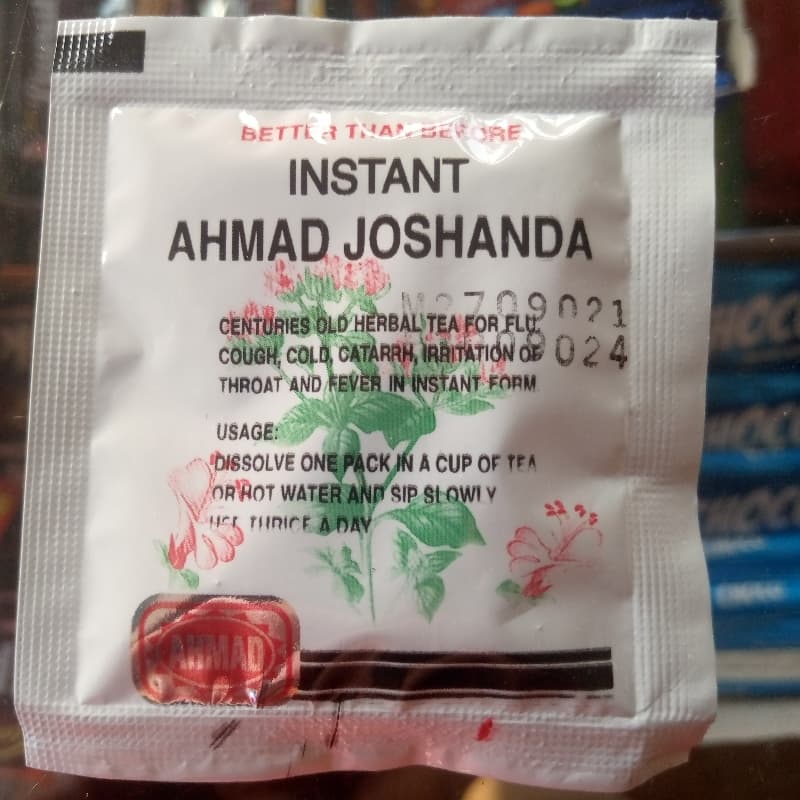 BETTER THAN BEFORE
INSTANT
AHMAD JOSHANDA
M2709021
024
CENTURIES OLD HERBAL TEA FOR FLU,
COUGH, COLD, CATARRH, IRRITATION OF
THROAT AND FEVER IN INSTANT FORM
USAGE:
DISSOLVE ONE PACK IN A CUP OF TEA
OR HOT WATER AND SIP SLOWLY
USE THRICE A DAY
AHMAD